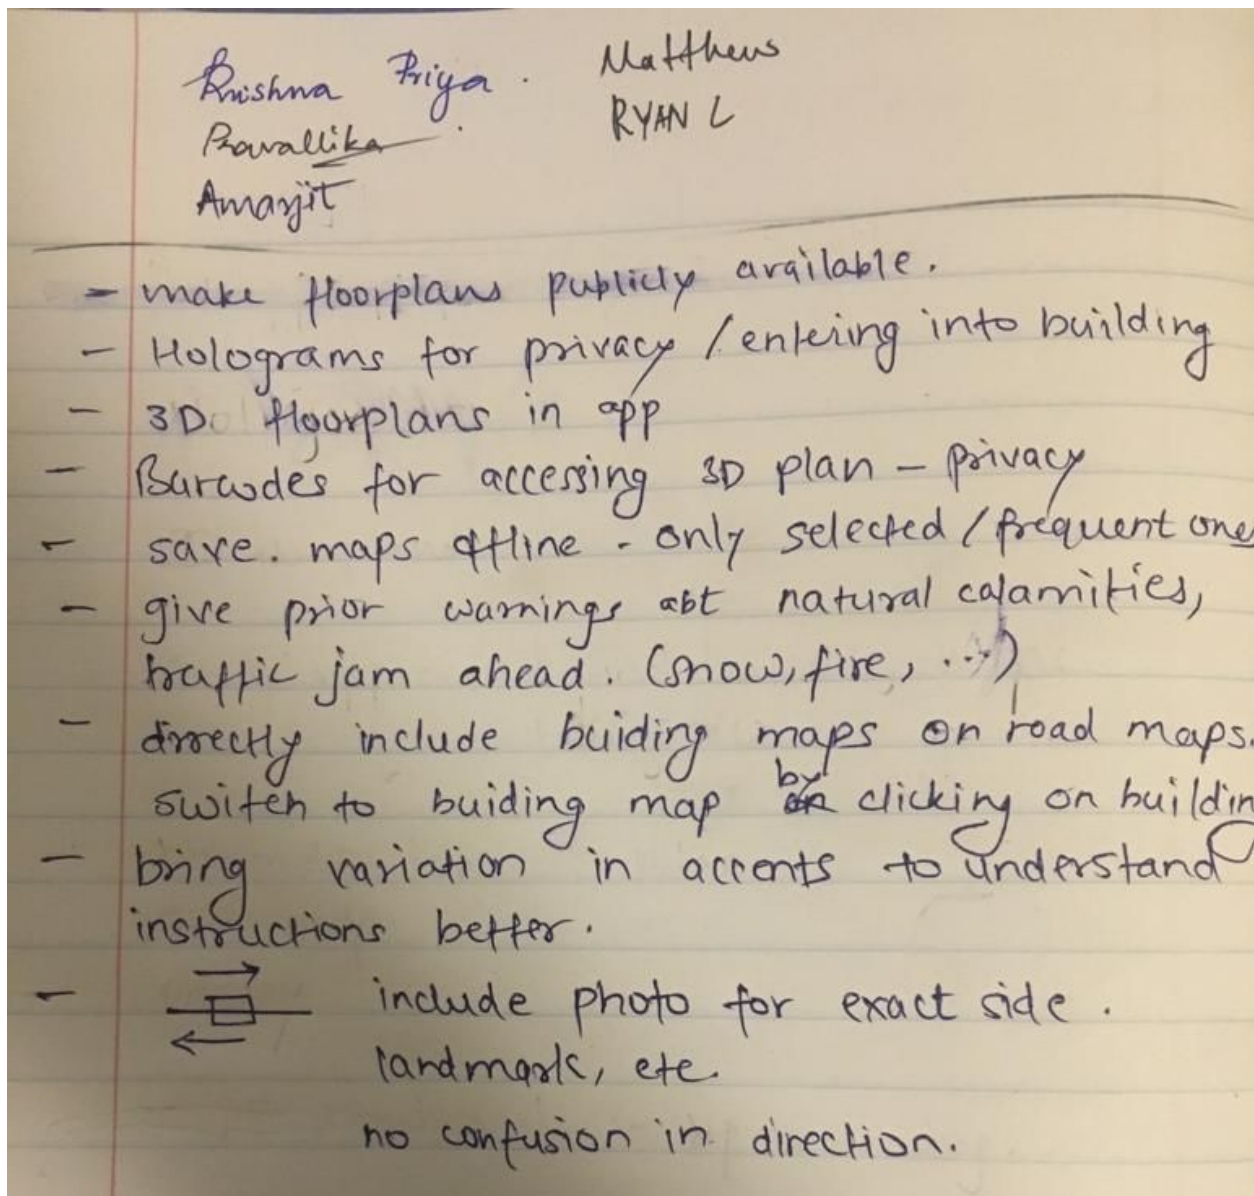 Krishna Priya. Matthews
Pravallika RYAN L
Amarjit
- make floorplans publicly available.
- Holograms for privacy / entering into building
- 3D floorplans in app
- Barcodes for accessing 3D plan - privacy
- save. maps offline - only selected / frequent ones
- give prior warnings abt natural calamities,
traffic jam ahead. (snow, fire, ...)
- directly include buiding maps on road maps.
switch to buiding map by clicking on buildin
- bring variation in accents to understand
instructions better.
- include photo for exact side.
landmark, etc.
no confusion in direction.